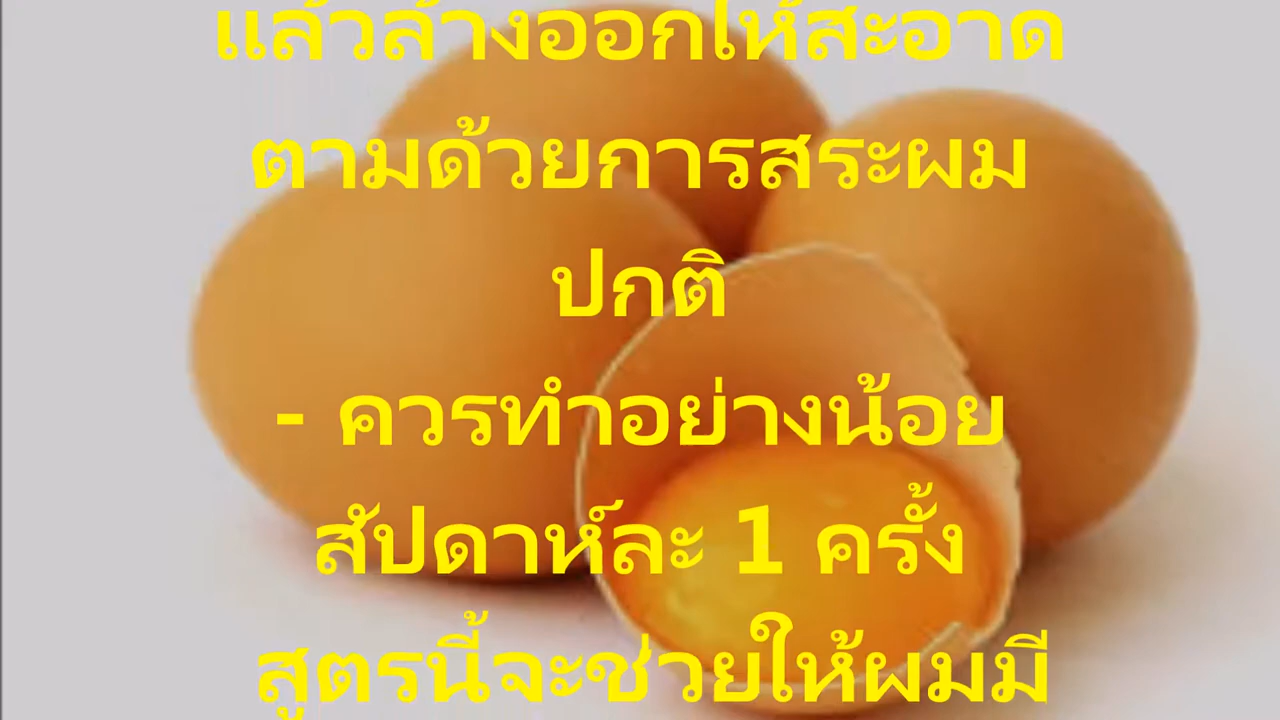 แล้วล้างออกให้สะอาด
ตามด้วยการสระผม
ปกติ
- ควรทำอย่างน้อย
สัปดาห์ละ 1 ครั้ง
สูตรนี้จะช่วยให้ผมมี